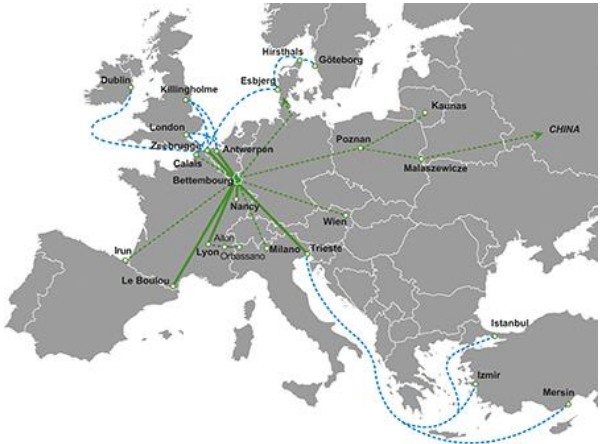 Hirsthals
Göteborg
Dublin
Esbjerg
Killingholme
Kaunas
London
CHINA
Poznan
Zeebrugge
Antwerpen
Calais
Malaszewicze
Bettembourg
Nancy
Wien
Aiton
Irun
Lyon
Orbassano
Milano
Trieste
Le Boulou
Istanbul
Izmir
Mersin